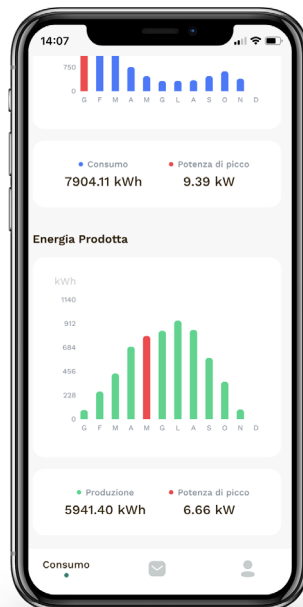 14:07
750
0
G F M A M G L A S O N D
Consumo Potenza di picco
7904.11 kWh 9.39 kW
Energia Prodotta
kWh
1140
912
684
456
228
0
G F M A M G L A S O N D
Produzione Potenza di picco
5941.40 kWh 6.66 kW
Consumo